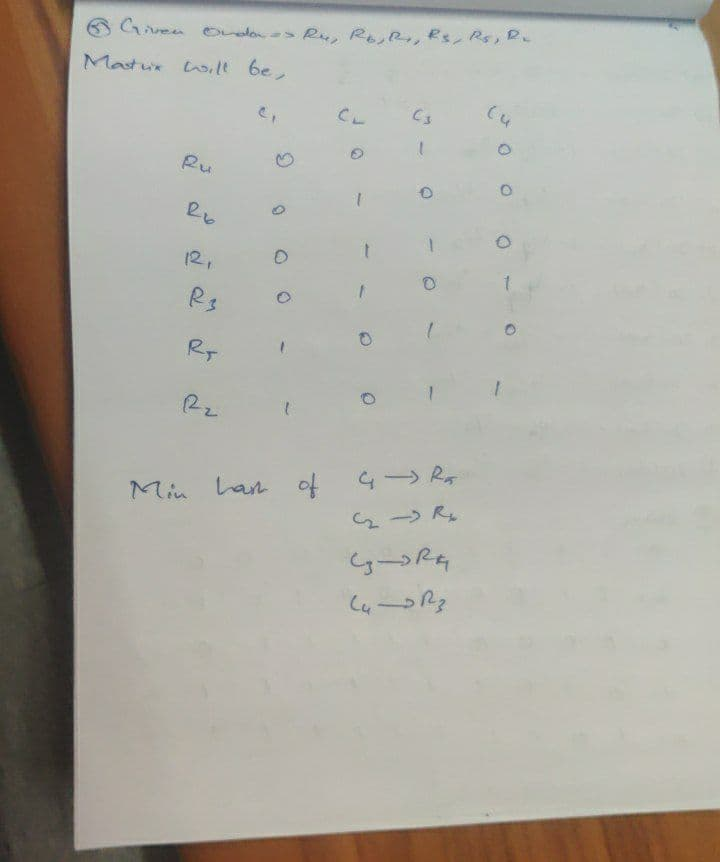 ⑤ Given Order => R4, R6, R1, R3, R5, R2
Matrix will be,
C1 C2 C3 C4
R4 0 0 1 0
R6 0 1 0 0
R1 0 1 1 0
R3 0 1 0 1
R5 1 0 1 0
R2 1 0 1 1
Min hash of C1 → R5
C2 → R6
C3 → R4
C4 → R3